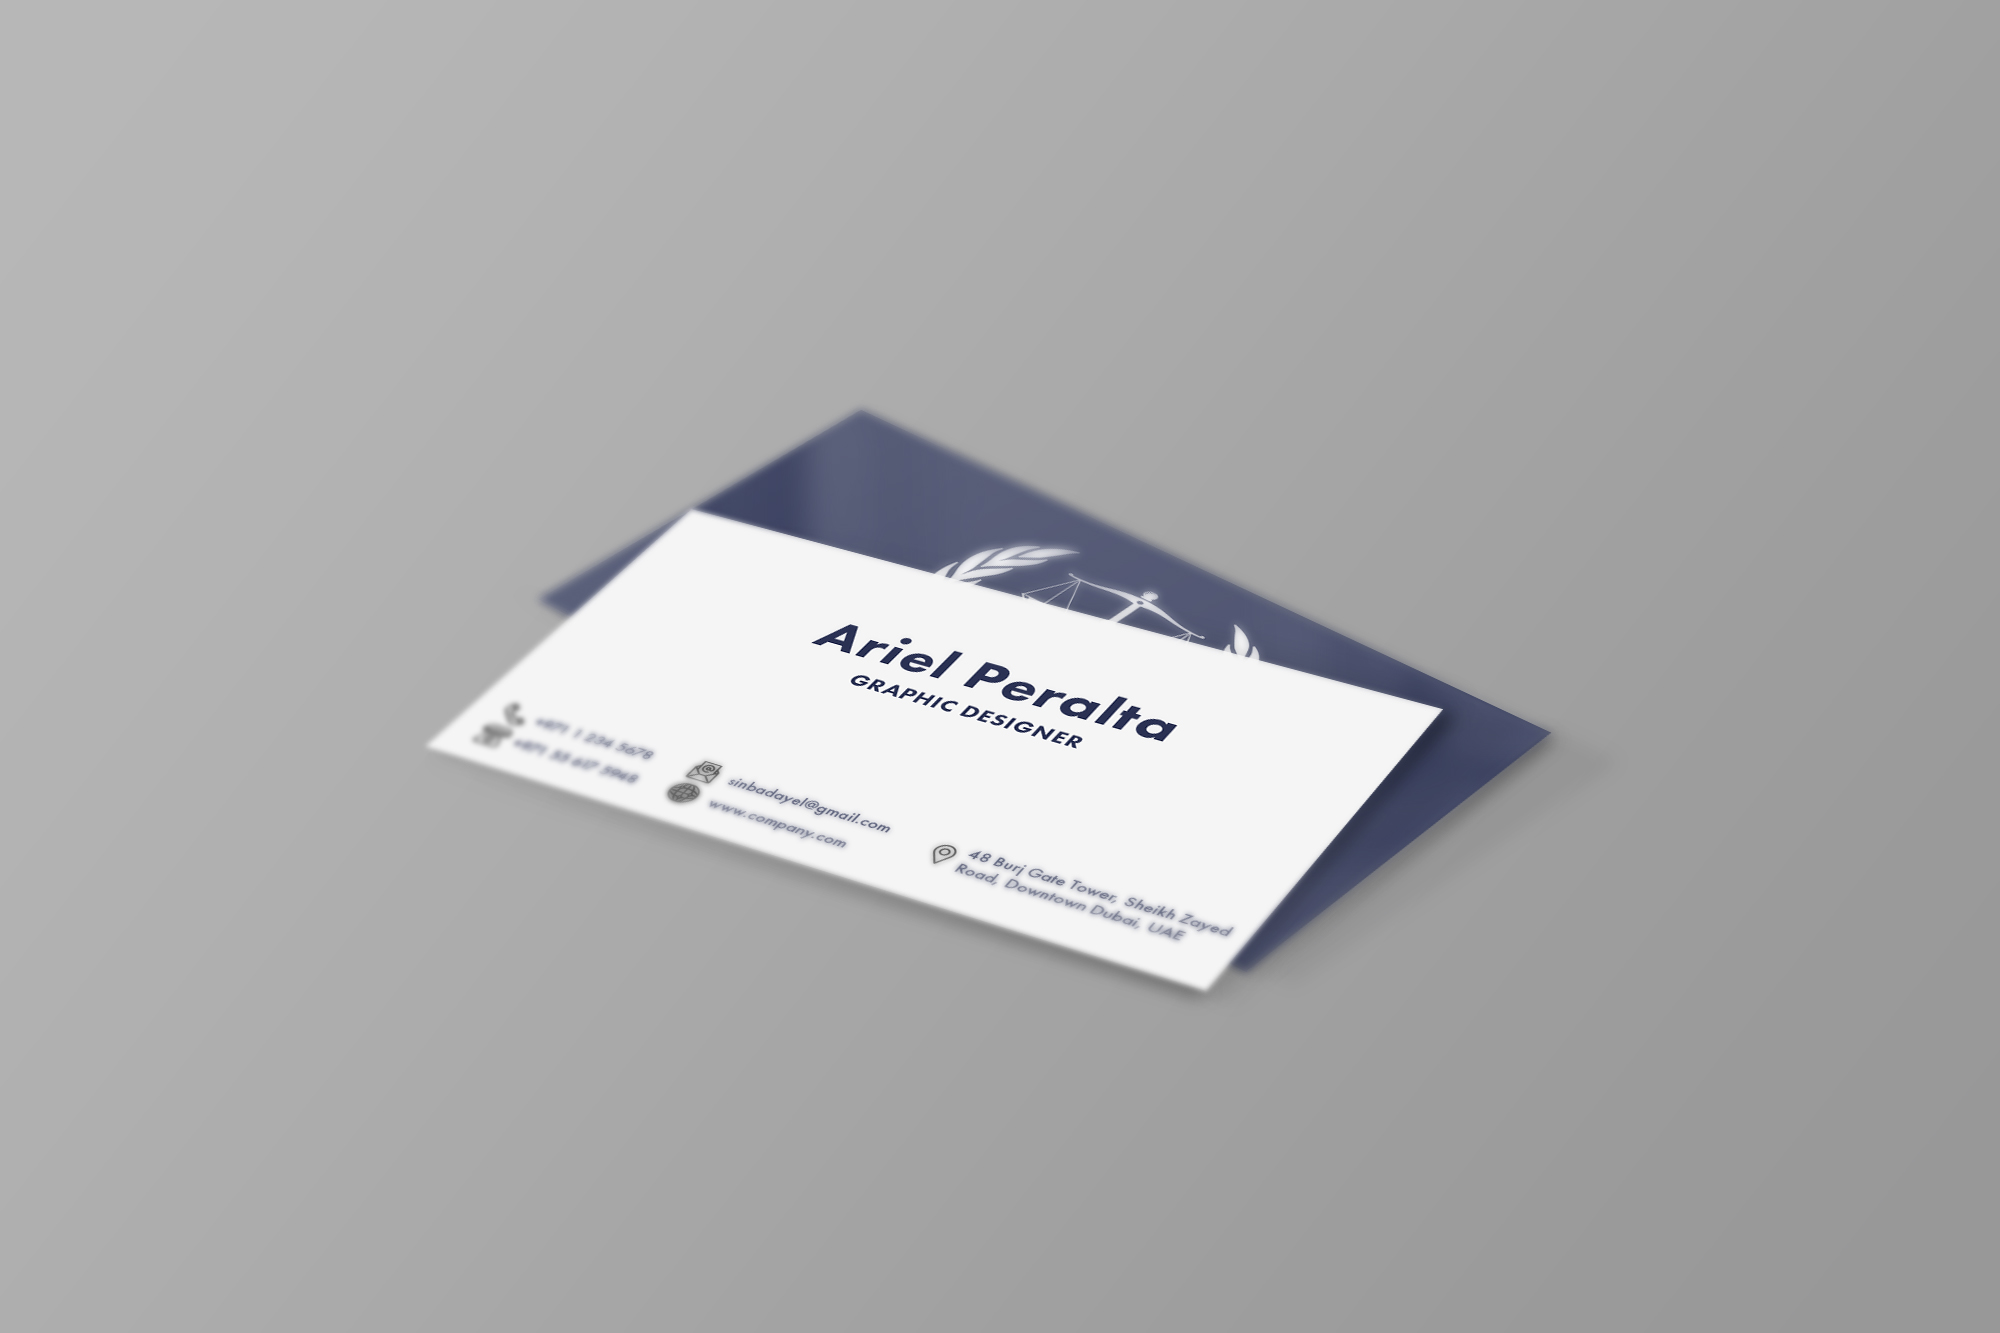 Ariel Peralta
GRAPHIC DESIGNER
+971 1 234 5678
+971 55 617 5968
sinbadayel@gmail.com
www.company.com
48 Burj Gate Tower, Sheikh Zayed
Road, Downtown Dubai, UAE